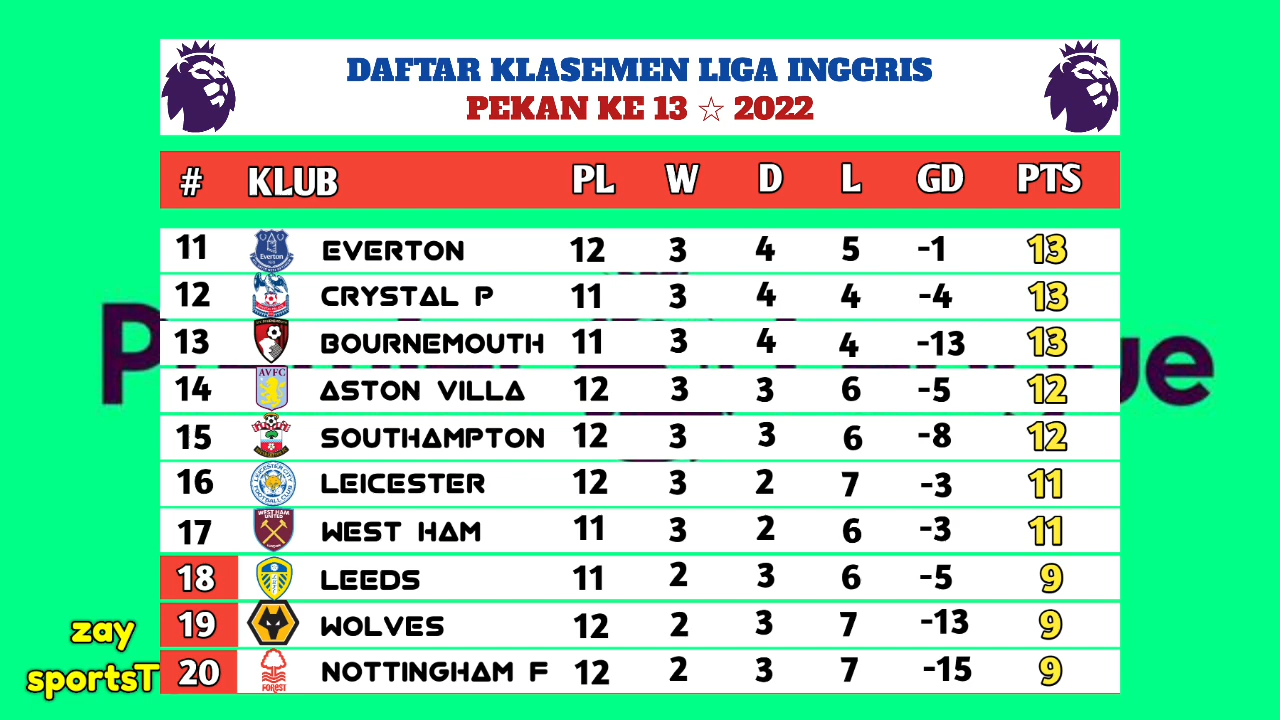 DAFTAR KLASEMEN LIGA INGGRIS
PEKAN KE 13 ☆ 2022
# KLUB PL W D L GD PTS
11 EVERTON 12 3 4 5 -1 13
12 CRYSTAL P 11 3 4 4 -4 13
13 BOURNEMOUTH 11 3 4 4 -13 13
14 AVFC ASTON VILLA 12 3 3 6 -5 12
15 SOUTHAMPTON 12 3 3 6 -8 12
16 LEICESTER 12 3 2 7 -3 11
17 WEST HAM 11 3 2 6 -3 11
18 LEEDS 11 2 3 6 -5 9
19 WOLVES 12 2 3 7 -13 9
20 FOREST NOTTINGHAM F 12 2 3 7 -15 9
zay
sportsT